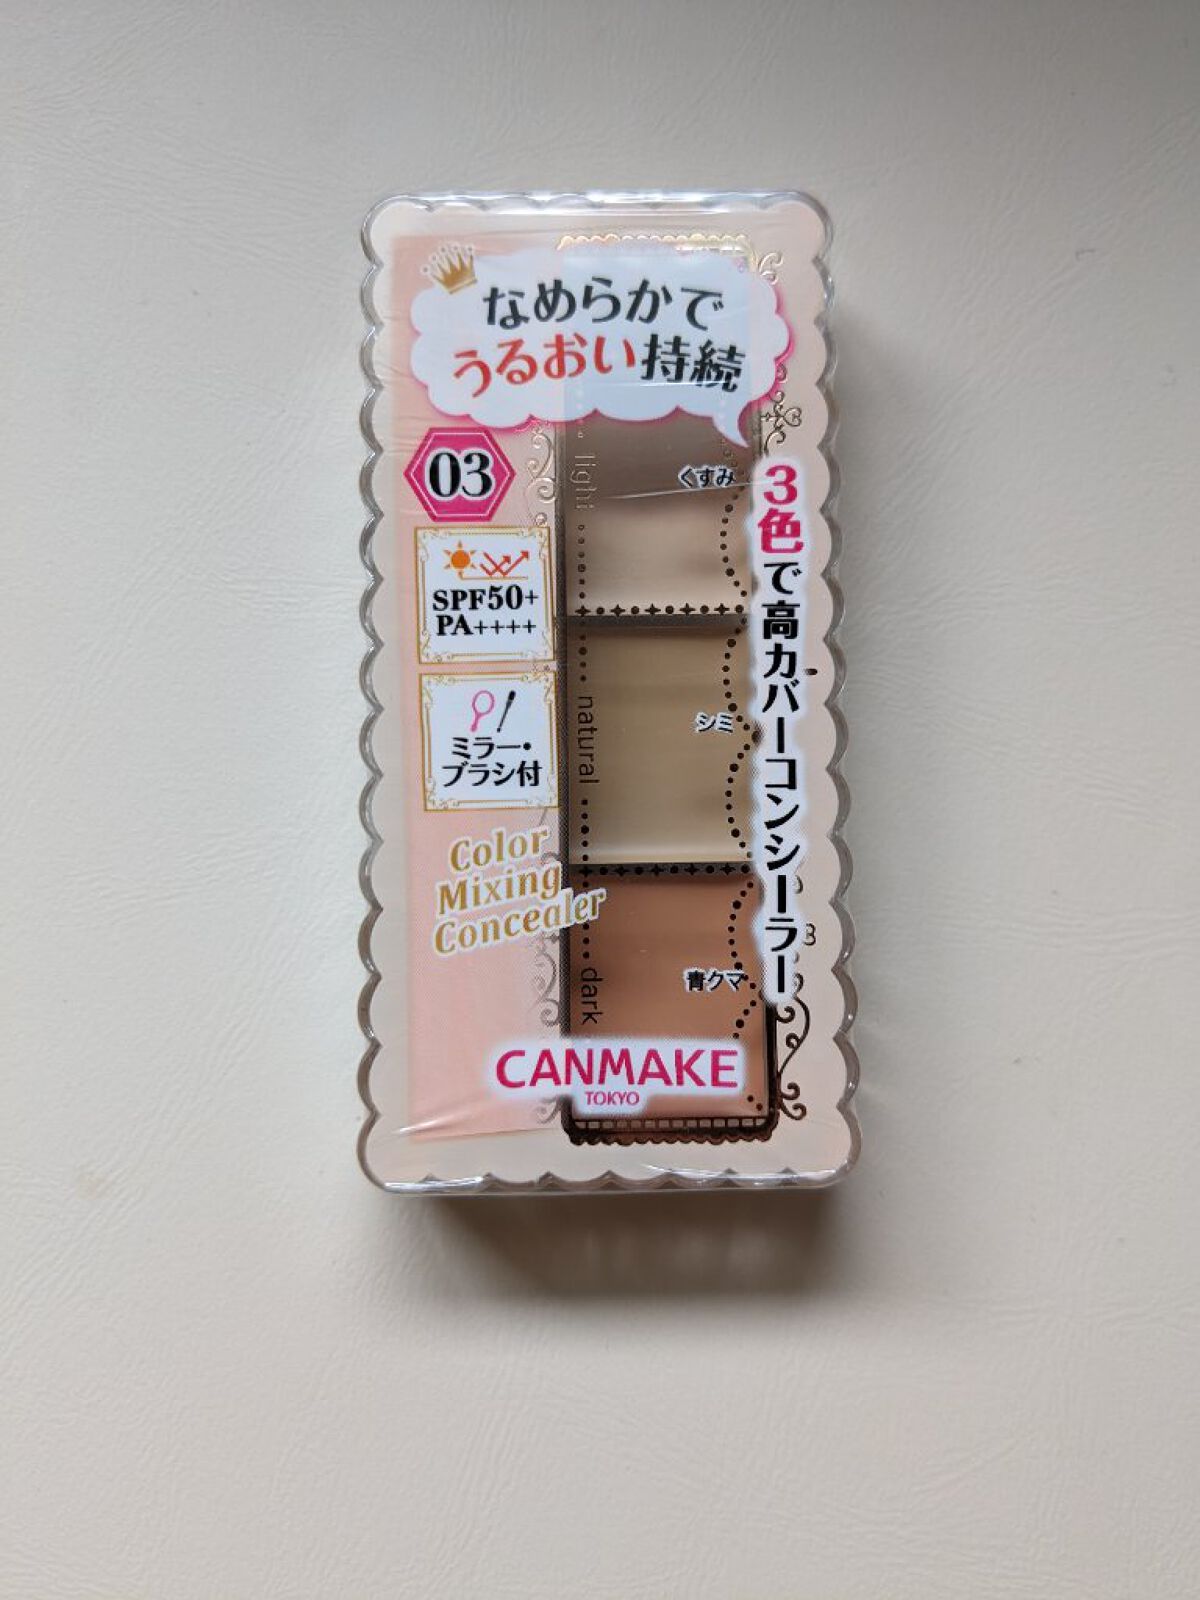 なめらかで
うるおい持続
03
SPF50+
PA++++
ミラー・
ブラシ付
Color
Mixing
Concealer
light
くすみ
natural
シミ
dark
青クマ
3色で高カバーコンシーラー
CANMAKE
TOKYO